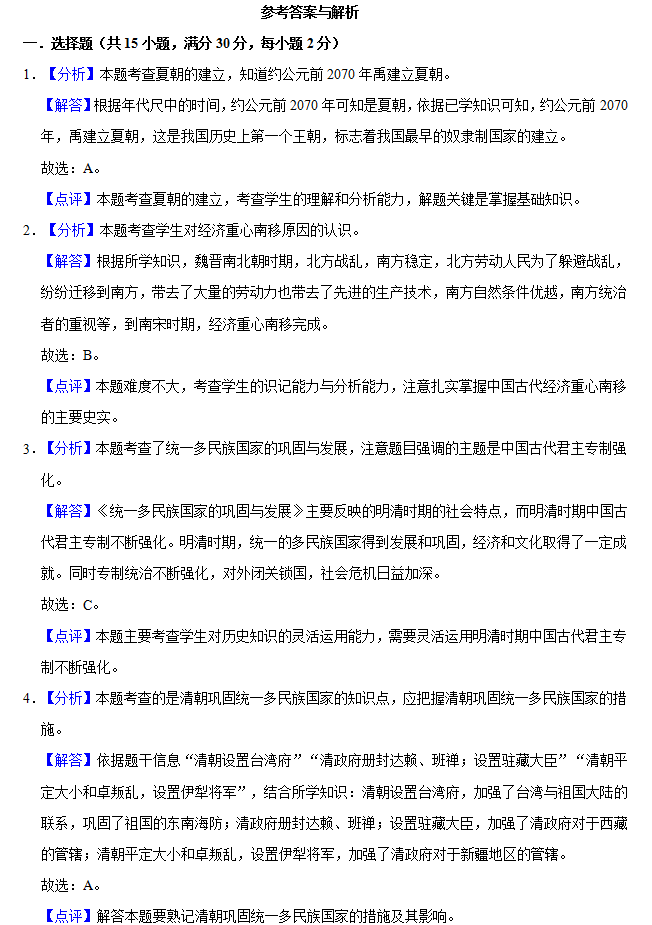 参考答案与解析
一．选择题（共 15 小题，满分 30 分，每小题 2 分）
1．【分析】本题考查夏朝的建立，知道约公元前 2070 年禹建立夏朝。
【解答】根据年代尺中的时间，约公元前 2070 年可知是夏朝，依据已学知识可知，约公元前 2070
年，禹建立夏朝，这是我国历史上第一个王朝，标志着我国最早的奴隶制国家的建立。
故选：A。
【点评】本题考查夏朝的建立，考查学生的理解和分析能力，解题关键是掌握基础知识。
2．【分析】本题考查学生对经济重心南移原因的认识。
【解答】根据所学知识，魏晋南北朝时期，北方战乱，南方稳定，北方劳动人民为了躲避战乱，
纷纷迁移到南方，带去了大量的劳动力也带去了先进的生产技术，南方自然条件优越，南方统治
者的重视等，到南宋时期，经济重心南移完成。
故选：B。
【点评】本题难度不大，考查学生的识记能力与分析能力，注意扎实掌握中国古代经济重心南移
的主要史实。
3．【分析】本题考查了统一多民族国家的巩固与发展，注意题目强调的主题是中国古代君主专制强
化。
【解答】《统一多民族国家的巩固与发展》主要反映的明清时期的社会特点，而明清时期中国古
代君主专制不断强化。明清时期，统一的多民族国家得到发展和巩固，经济和文化取得了一定成
就。同时专制统治不断强化，对外闭关锁国，社会危机日益加深。
故选：C。
【点评】本题主要考查学生对历史知识的灵活运用能力，需要灵活运用明清时期中国古代君主专
制不断强化。
4．【分析】本题考查的是清朝巩固统一多民族国家的知识点，应把握清朝巩固统一多民族国家的措
施。
【解答】依据题干信息“清朝设置台湾府”“清政府册封达赖、班禅；设置驻藏大臣”“清朝平
定大小和卓叛乱，设置伊犁将军”，结合所学知识：清朝设置台湾府，加强了台湾与祖国大陆的
联系，巩固了祖国的东南海防；清政府册封达赖、班禅；设置驻藏大臣，加强了清政府对于西藏
的管辖；清朝平定大小和卓叛乱，设置伊犁将军，加强了清政府对于新疆地区的管辖。
故选：A。
【点评】解答本题要熟记清朝巩固统一多民族国家的措施及其影响。